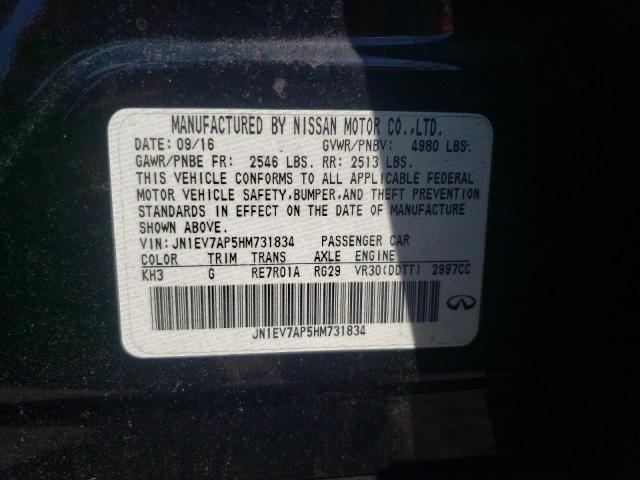 MANUFACTURED BY NISSAN MOTOR CO.,LTD.
DATE: 09/16 GVWR/PNBV: 4980 LBS.
GAWR/PNBE FR: 2546 LBS. RR: 2513 LBS.
THIS VEHICLE CONFORMS TO ALL APPLICABLE FEDERAL
MOTOR VEHICLE SAFETY,BUMPER,AND THEFT PREVENTION
STANDARDS IN EFFECT ON THE DATE OF MANUFACTURE
SHOWN ABOVE.
VIN:JN1EV7AP5HM731834 PASSENGER CAR
COLOR TRIM TRANS AXLE ENGINE
KH3 G RE7R01A RG29 VR30(DDTT) 2997CC
JN1EV7AP5HM731834